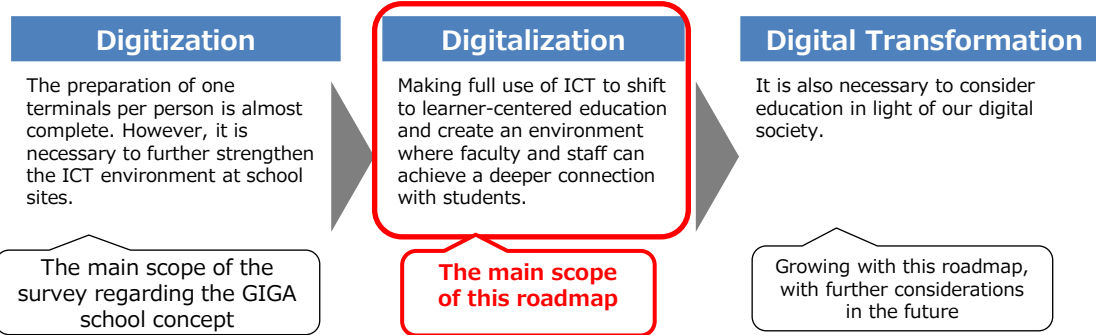 Digitization
The preparation of one
terminals per person is almost
complete. However, it is
necessary to further strengthen
the ICT environment at school
sites.
The main scope of the
survey regarding the GIGA
school concept
Digitalization
Making full use of ICT to shift
to learner-centered education
and create an environment
where faculty and staff can
achieve a deeper connection
with students.
The main scope
of this roadmap
Digital Transformation
It is also necessary to consider
education in light of our digital
society.
Growing with this roadmap,
with further considerations
in the future